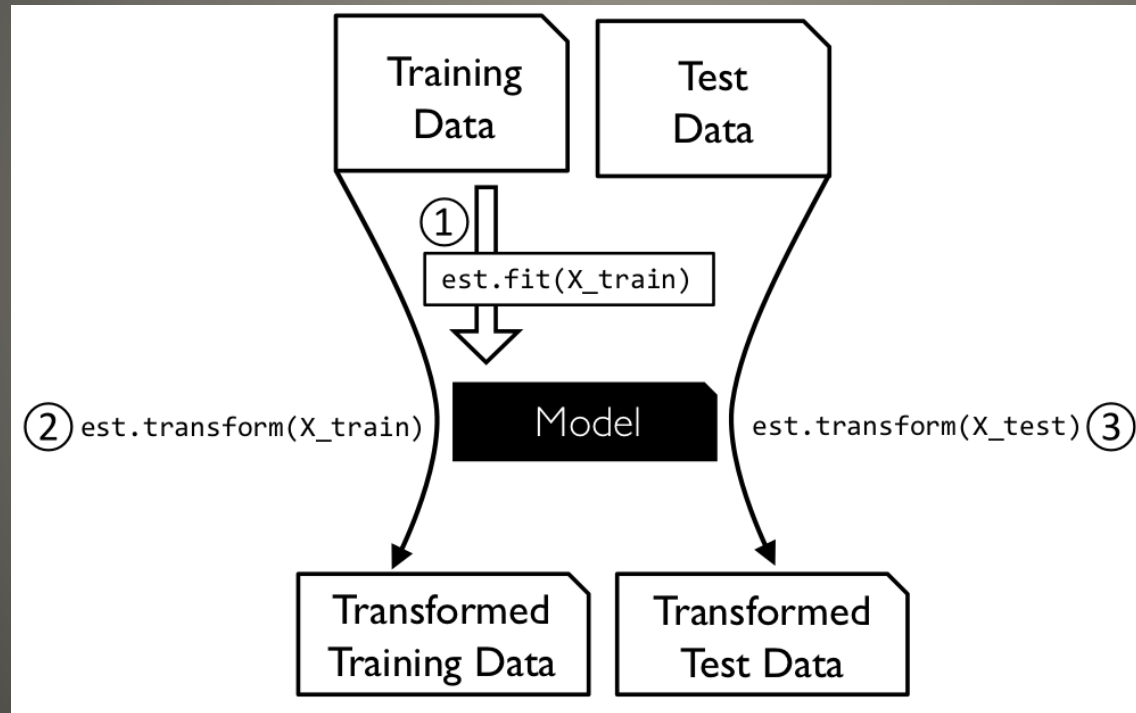 Training
Data
Test
Data
①
est.fit(X_train)
② est.transform(X_train)
Model
est.transform(X_test) ③
Transformed
Training Data
Transformed
Test Data